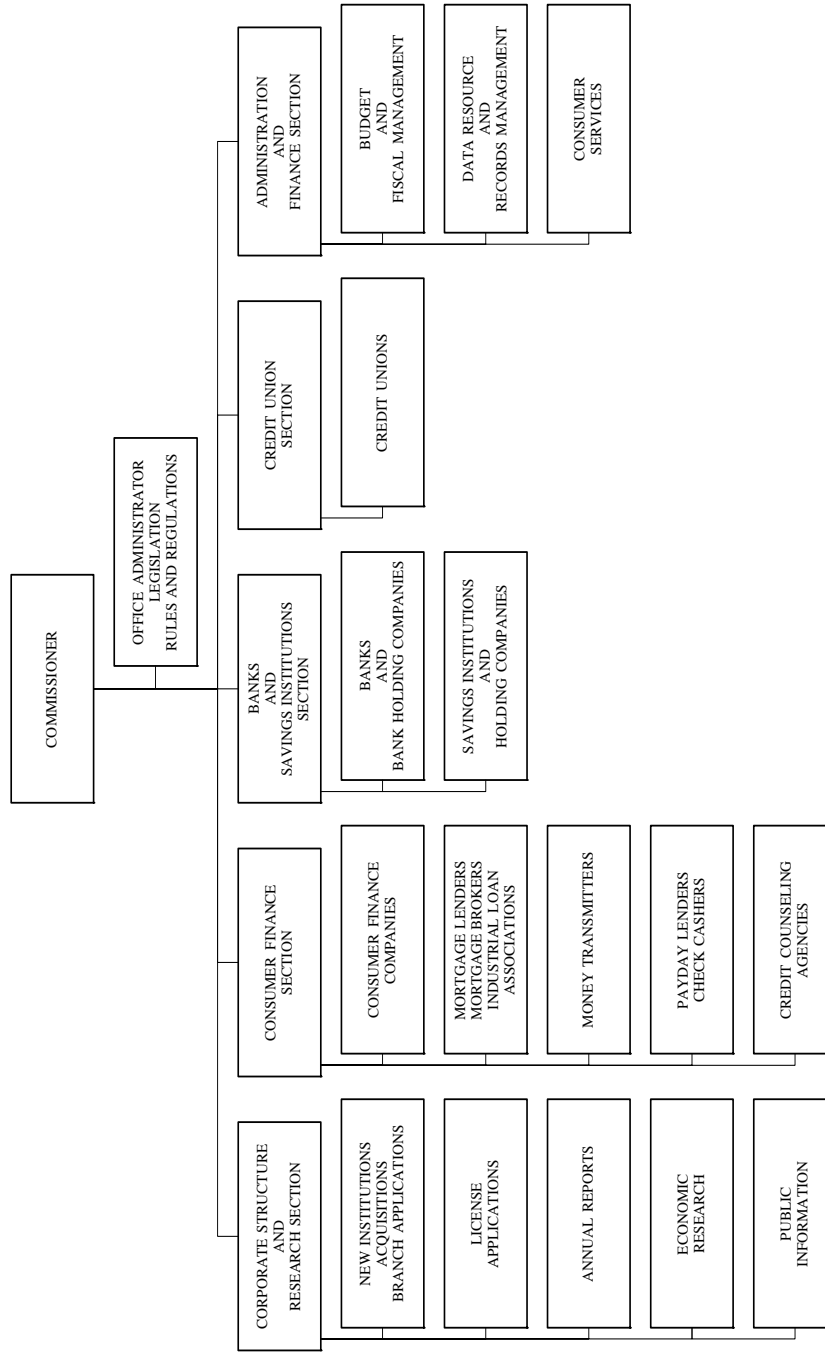 COMMISSIONER
OFFICE ADMINISTRATOR
LEGISLATION
RULES AND REGULATIONS
CORPORATE STRUCTURE
AND
RESEARCH SECTION
NEW INSTITUTIONS
ACQUISITIONS
BRANCH APPLICATIONS
LICENSE
APPLICATIONS
ANNUAL REPORTS
ECONOMIC
RESEARCH
PUBLIC
INFORMATION
CONSUMER FINANCE
SECTION
CONSUMER FINANCE
COMPANIES
MORTGAGE LENDERS
MORTGAGE BROKERS
INDUSTRIAL LOAN
ASSOCIATIONS
MONEY TRANSMITTERS
PAYDAY LENDERS
CHECK CASHERS
CREDIT COUNSELING
AGENCIES
BANKS
AND
SAVINGS INSTITUTIONS
SECTION
BANKS
AND
BANK HOLDING COMPANIES
SAVINGS INSTITUTIONS
AND
HOLDING COMPANIES
CREDIT UNION
SECTION
CREDIT UNIONS
ADMINISTRATION
AND
FINANCE SECTION
BUDGET
AND
FISCAL MANAGEMENT
DATA RESOURCE
AND
RECORDS MANAGEMENT
CONSUMER
SERVICES